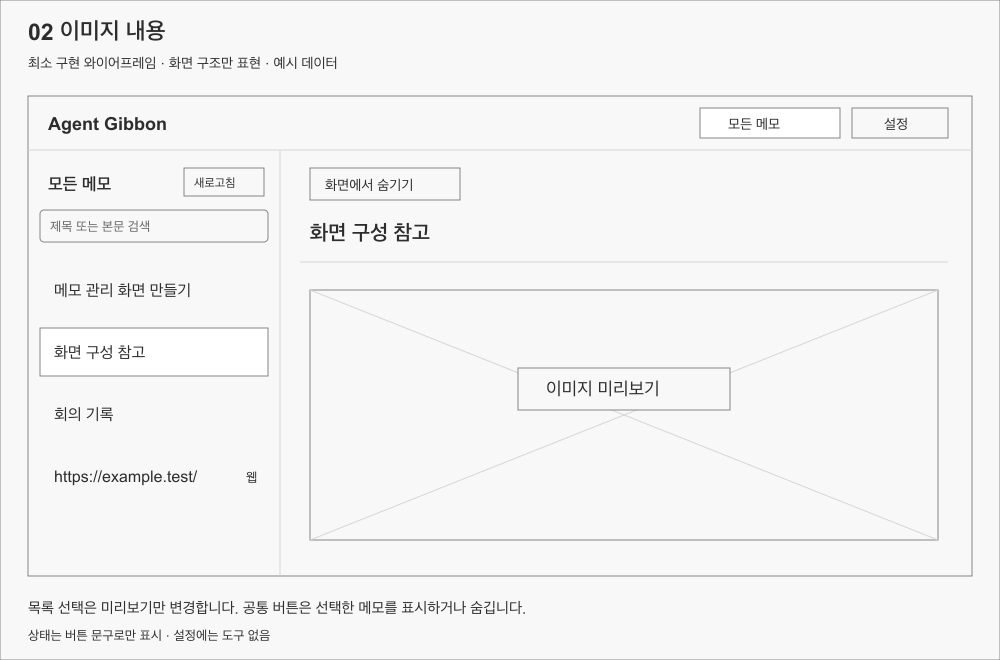 02 이미지 내용
최소 구현 와이어프레임 · 화면 구조만 표현 · 예시 데이터
Agent Gibbon
모든 메모
설정
모든 메모
새로고침
제목 또는 본문 검색
메모 관리 화면 만들기
화면 구성 참고
회의 기록
https://example.test/ 웹
화면에서 숨기기
화면 구성 참고
이미지 미리보기
목록 선택은 미리보기만 변경합니다. 공통 버튼은 선택한 메모를 표시하거나 숨깁니다.
상태는 버튼 문구로만 표시 · 설정에는 도구 없음